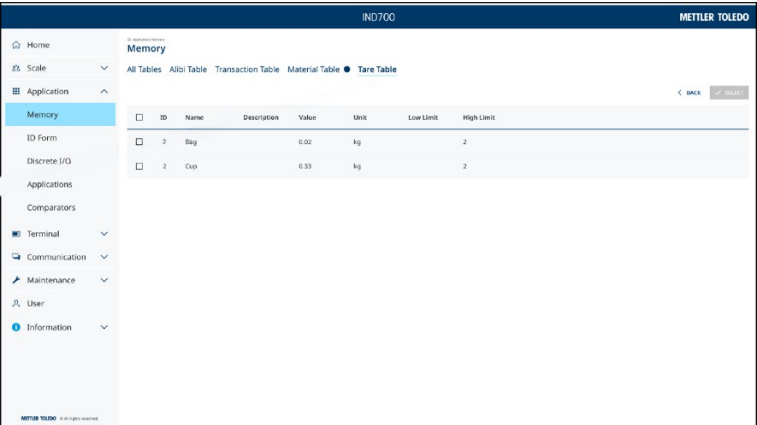 IND700
METTLER TOLEDO
Home
Scale
Application
Memory
ID Form
Discrete I/O
Applications
Comparators
Terminal
Communication
Maintenance
User
Information
METTLER TOLEDO
Memory
All Tables Alibi Table Transaction Table Material Table Tare Table
BACK SELECT
ID Name Description Value Unit Low Limit High Limit
Bag 0.02 kg 2
2 Cup 0.33 kg 2